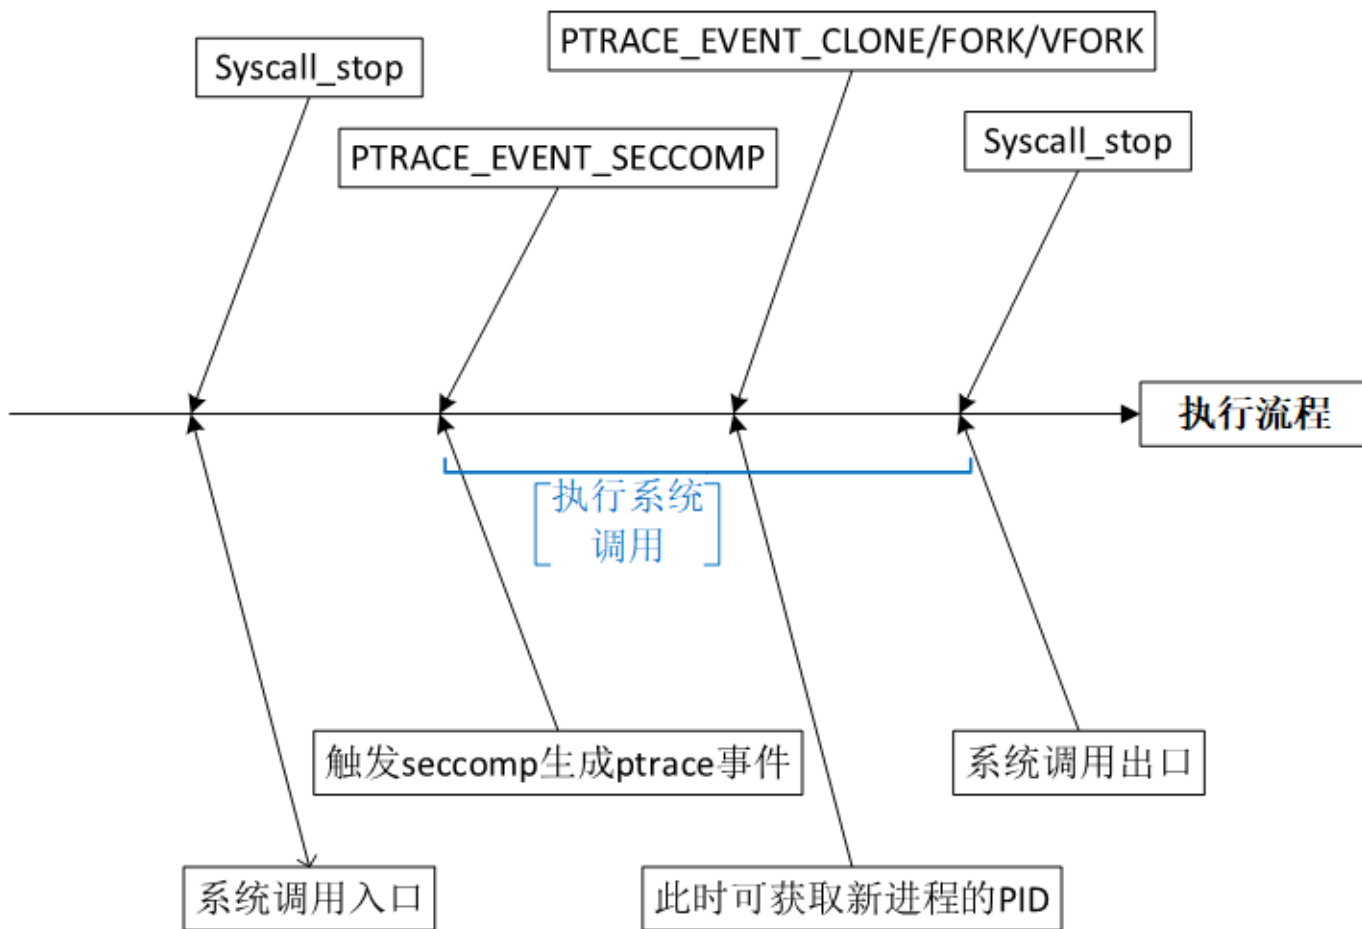 PTRACE_EVENT_CLONE/FORK/VFORK
Syscall_stop
Syscall_stop
PTRACE_EVENT_SECCOMP
执行流程
执行系统
调用
触发seccomp生成ptrace事件
系统调用出口
系统调用入口
此时可获取新进程的PID